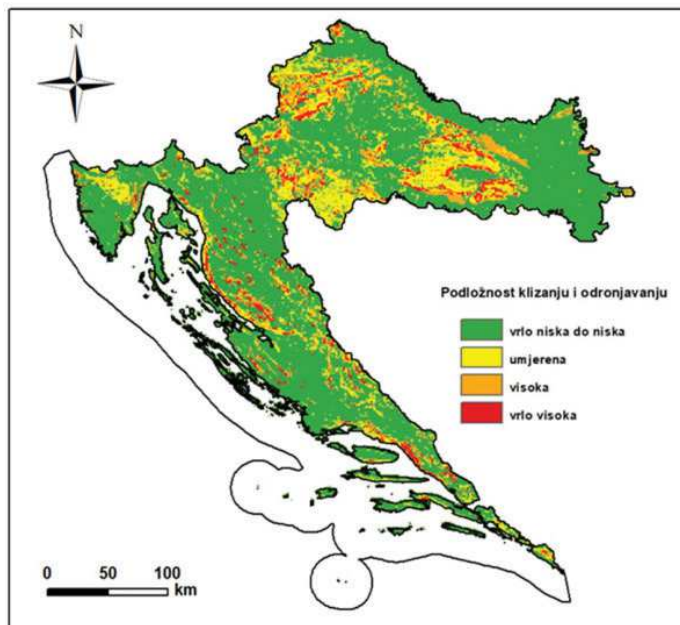 N
Podložnost klizanju i odronjavanju
vrlo niska do niska
umjerena
visoka
vrlo visoka
0 50 100
km